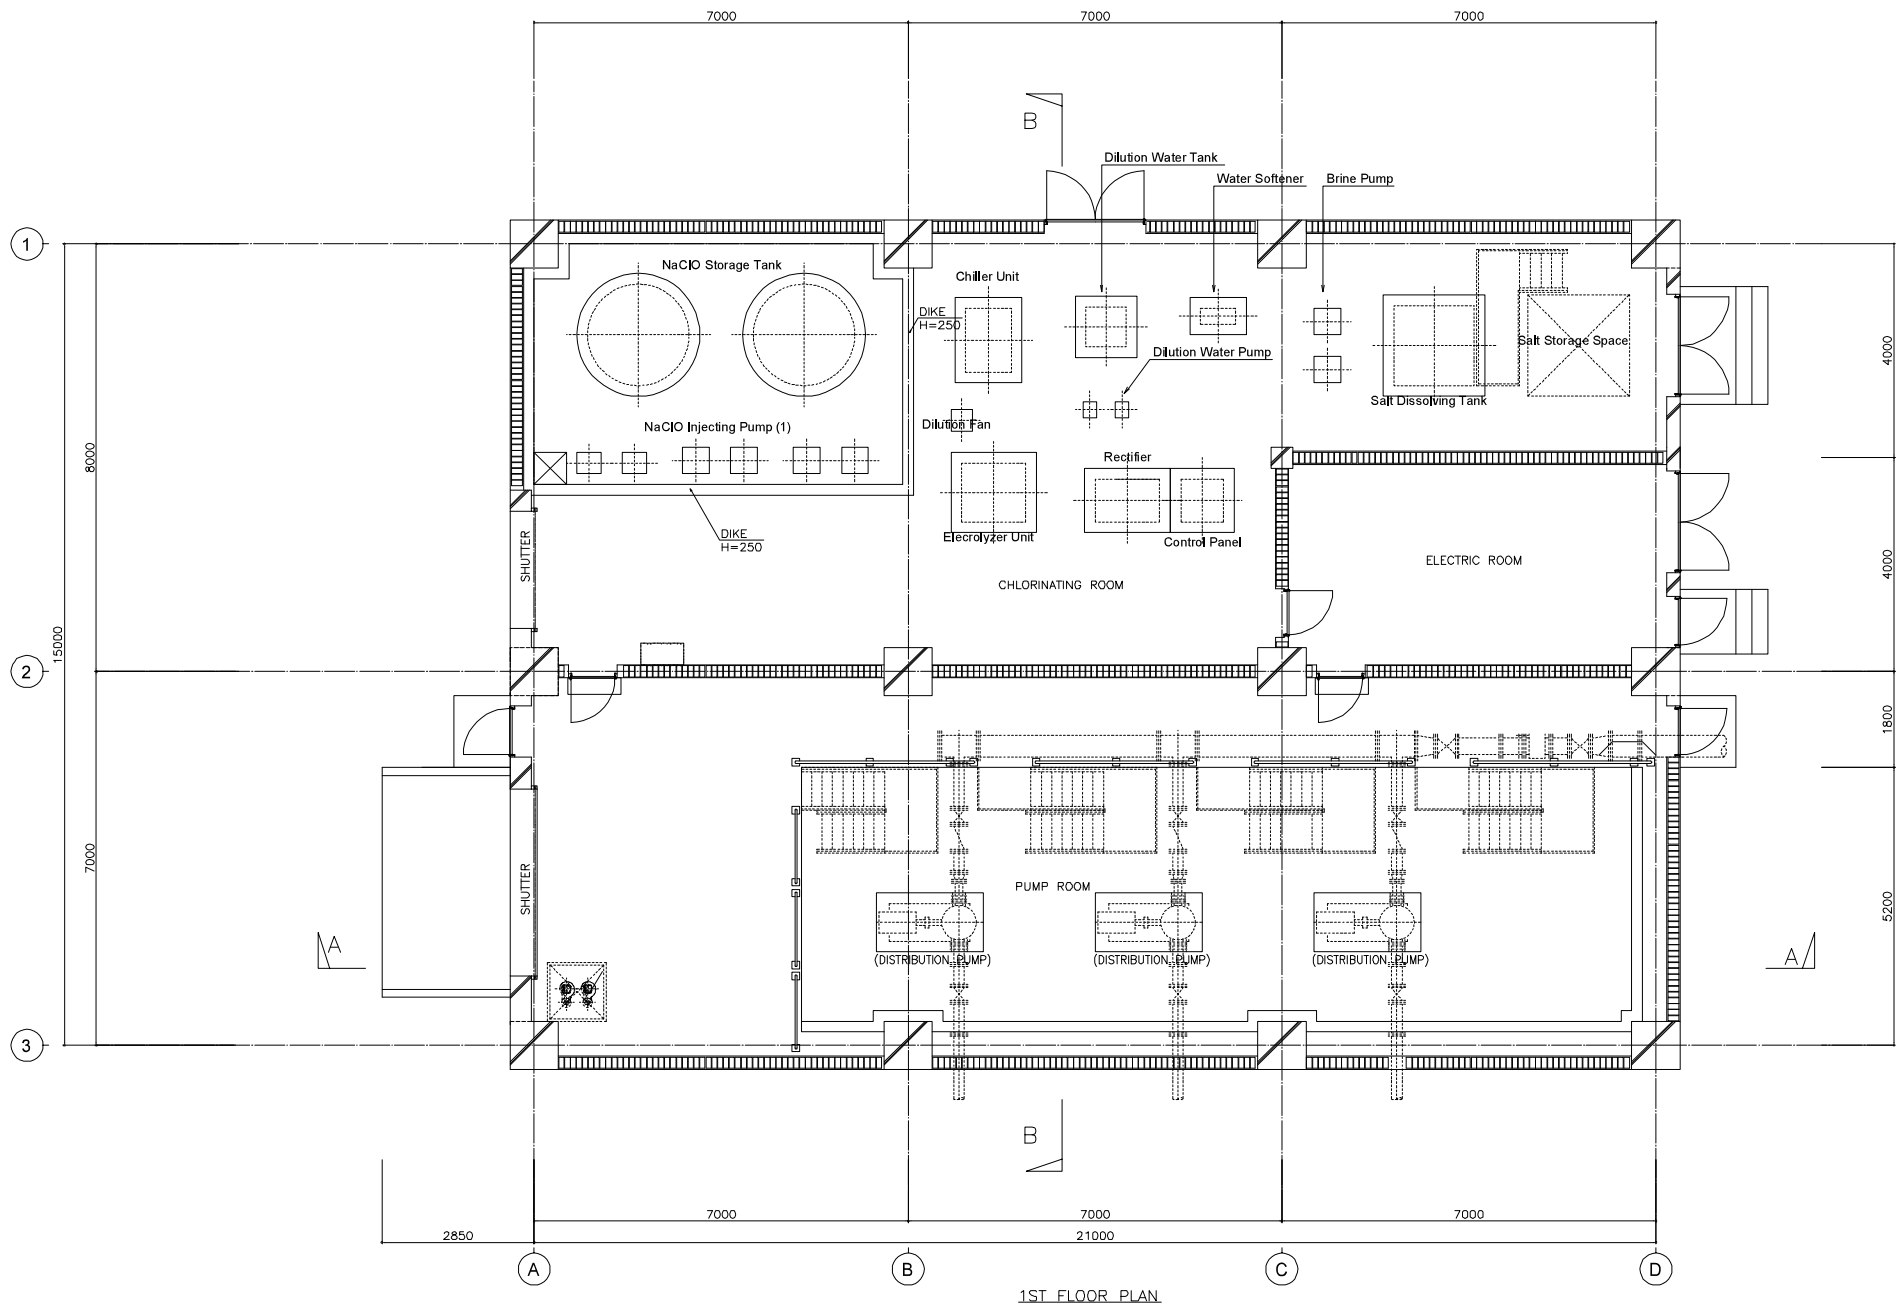 7000
7000
7000
B
Dilution Water Tank
Water Softener
Brine Pump
1
NaClO Storage Tank
Chiller Unit
DIKE
H=250
Salt Storage Space
4000
Dilution Water Pump
Salt Dissolving Tank
NaClO Injecting Pump (1)
Dilution Fan
8000
Rectifier
DIKE
H=250
Elecrolyzer Unit
Control Panel
SHUTTER
CHLORINATING ROOM
ELECTRIC ROOM
4000
15000
2
1800
7000
SHUTTER
PUMP ROOM
5200
A
(DISTRIBUTION PUMP)
(DISTRIBUTION PUMP)
(DISTRIBUTION PUMP)
A
3
B
7000
7000
7000
2850
21000
A
B
C
D
1ST FLOOR PLAN